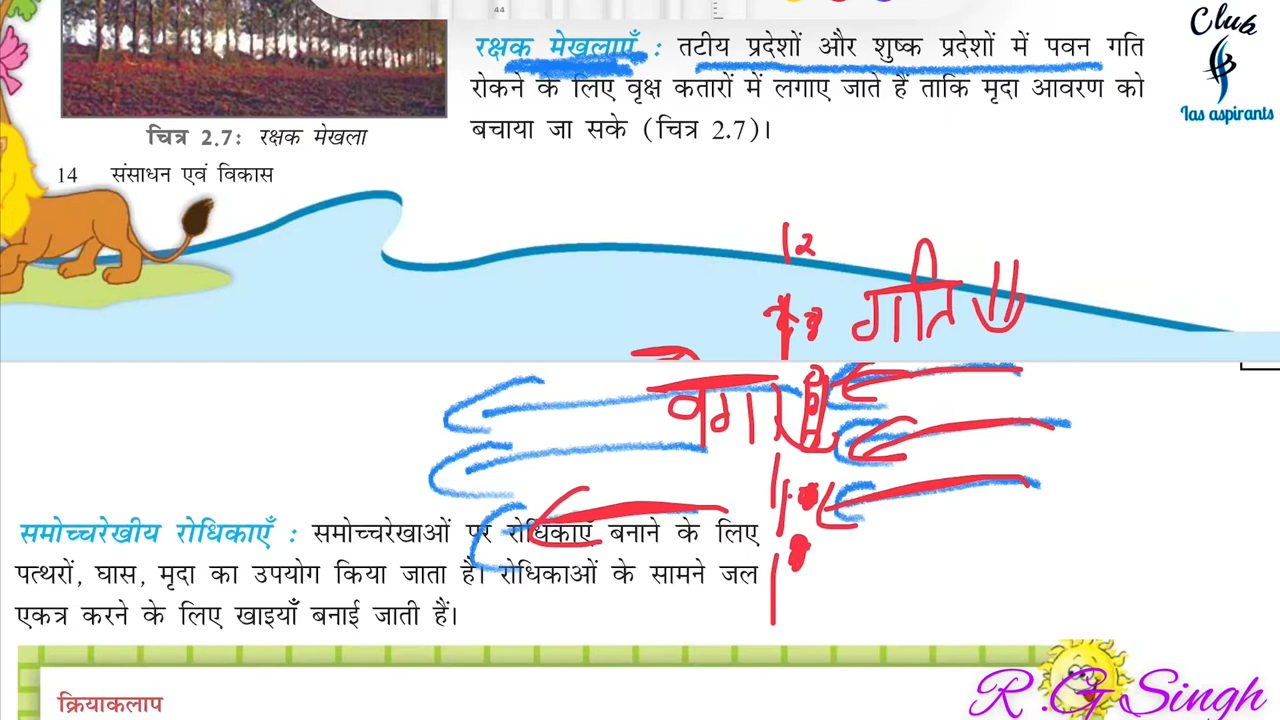 44
Club
Ias aspirants
रक्षक मेखलाएँ : तटीय प्रदेशों और शुष्क प्रदेशों में पवन गति
रोकने के लिए वृक्ष कतारों में लगाए जाते हैं ताकि मृदा आवरण को
बचाया जा सके (चित्र 2.7)।
चित्र 2.7: रक्षक मेखला
14 संसाधन एवं विकास
गति
वेग
समोच्चरेखीय रोधिकाएँ : समोच्चरेखाओं पर रोधिकाएँ बनाने के लिए
पत्थरों, घास, मृदा का उपयोग किया जाता है। रोधिकाओं के सामने जल
एकत्र करने के लिए खाइयाँ बनाई जाती हैं।
क्रियाकलाप
R.G Singh